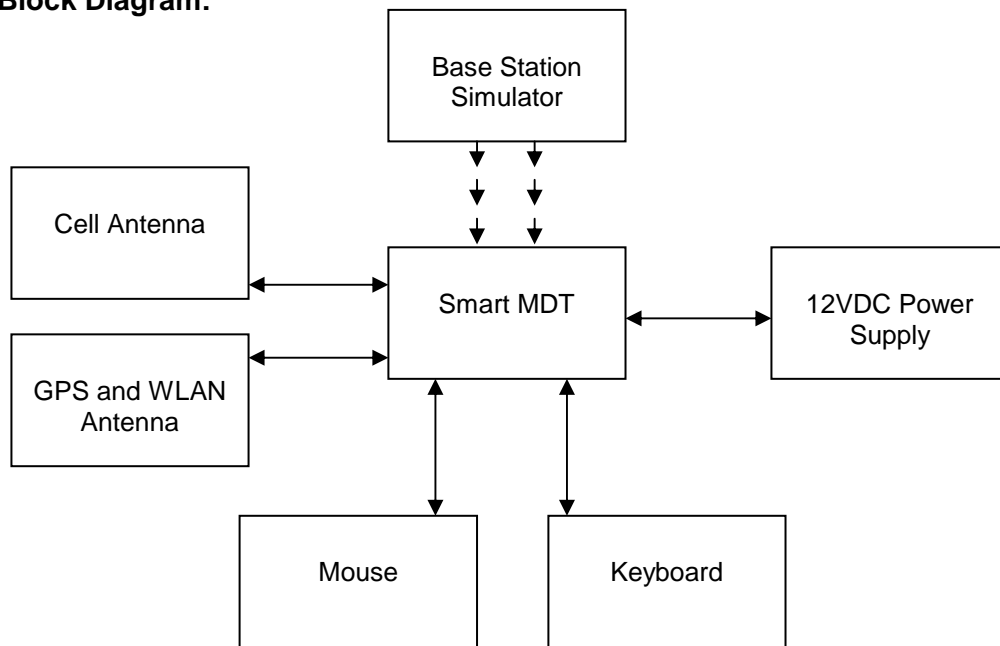 Block Diagram:
Base Station
Simulator
Cell Antenna
Smart MDT
12VDC Power
Supply
GPS and WLAN
Antenna
Mouse
Keyboard